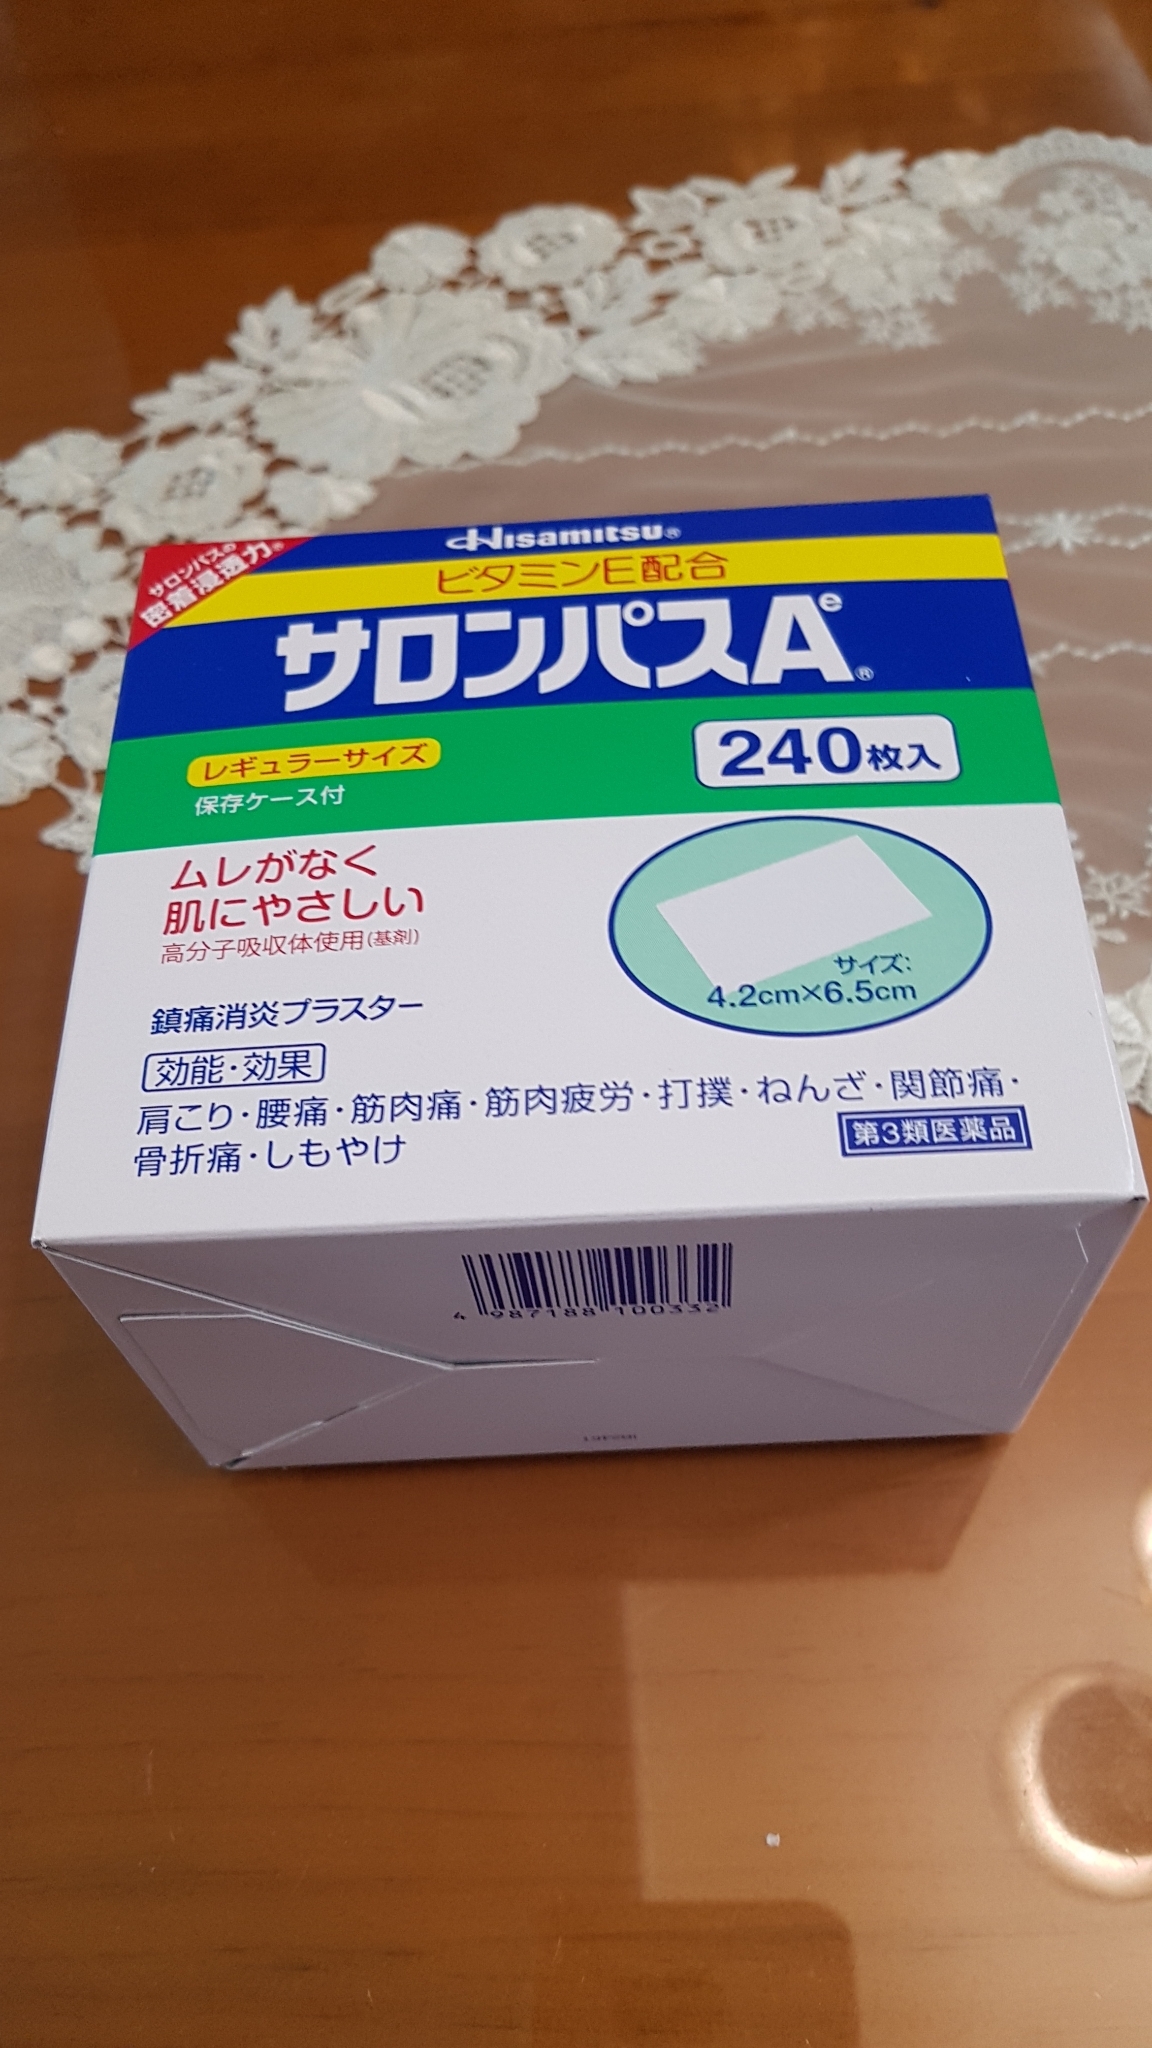 Hisamitsu®
サロンパスの
密着浸透力®
ビタミンE配合
サロンパスAe®
レギュラーサイズ
保存ケース付
240枚入
ムレがなく
肌にやさしい
高分子吸収体使用(基剤)
サイズ:
4.2cm×6.5cm
鎮痛消炎プラスター
効能・効果
肩こり・腰痛・筋肉痛・筋肉疲労・打撲・ねんざ・関節痛・
骨折痛・しもやけ
第3類医薬品
4 987188 100332